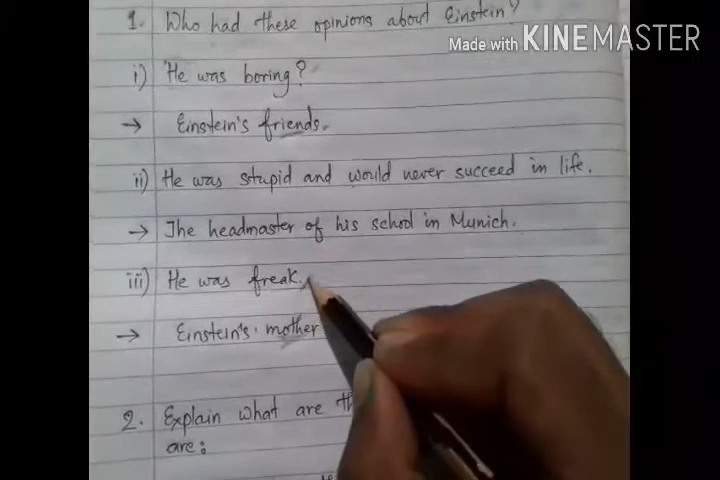 1. Who had these opinions about Einstein?
Made with KINEMASTER
i) He was boring?
→ Einstein's friends.
ii) He was stupid and would never succeed in life.
→ The headmaster of his school in Munich.
iii) He was freak.
→ Einstein's mother
2. Explain what are
are: